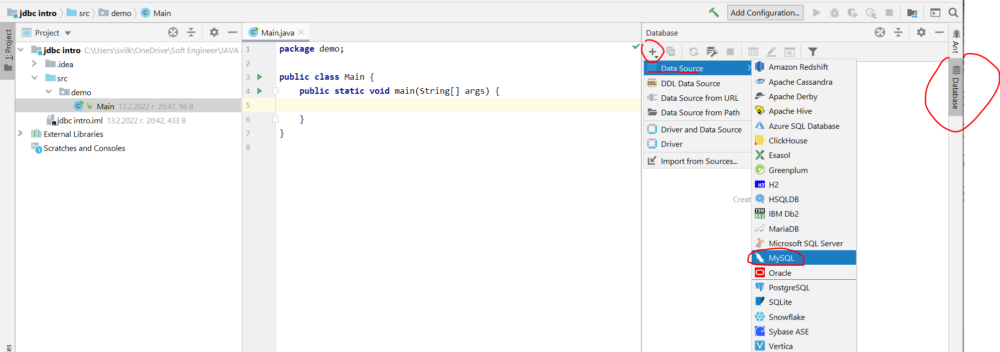 jdbc intro src demo Main
Add Configuration...
1: Project
Project
jdbc intro C:\Users\svilk\OneDrive\Soft Engineer\JAVA
.idea
src
demo
Main 13.2.2022 г. 20:47, 96 B
jdbc intro.iml 13.2.2022 г. 20:42, 433 B
External Libraries
Scratches and Consoles
Main.java
1 package demo;
2
3 public class Main {
4 public static void main(String[] args) {
5
6 }
7 }
8
Database
Data Source
DDL Data Source
Data Source from URL
Data Source from Path
Driver and Data Source
Driver
Import from Sources...
Creat
Amazon Redshift
Apache Cassandra
Apache Derby
Apache Hive
Azure SQL Database
ClickHouse
Exasol
Greenplum
H2
HSQLDB
IBM Db2
MariaDB
Microsoft SQL Server
MySQL
Oracle
PostgreSQL
SQLite
Snowflake
Sybase ASE
Vertica
Ant
Database